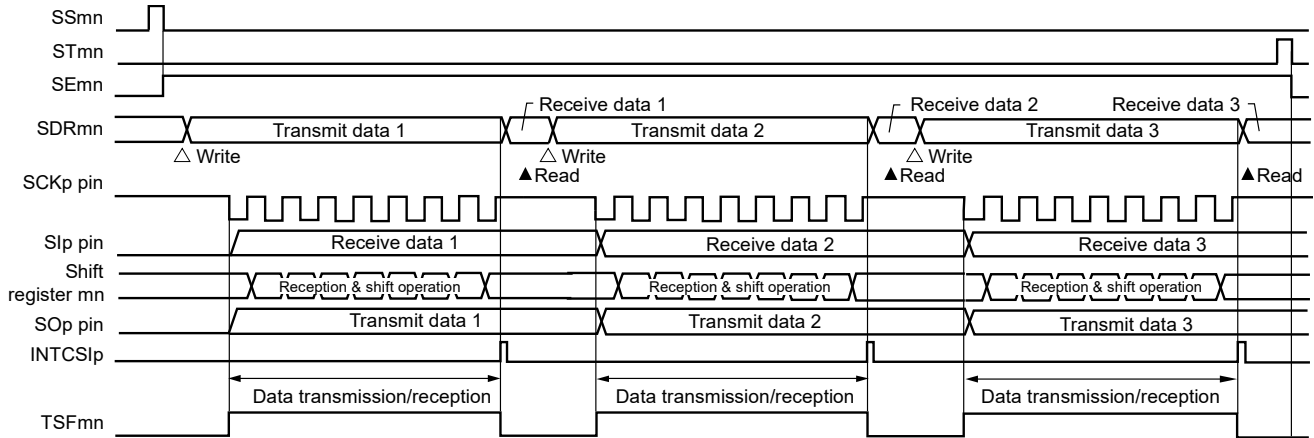 SSmn
STmn
SEmn
Receive data 1 Receive data 2 Receive data 3
SDRmn Transmit data 1 Transmit data 2 Transmit data 3
△ Write △ Write △ Write
▲Read ▲Read ▲Read
SCKp pin
SIp pin Receive data 1 Receive data 2 Receive data 3
Shift
register mn Reception & shift operation Reception & shift operation Reception & shift operation
SOp pin Transmit data 1 Transmit data 2 Transmit data 3
INTCSIp
Data transmission/reception Data transmission/reception Data transmission/reception
TSFmn